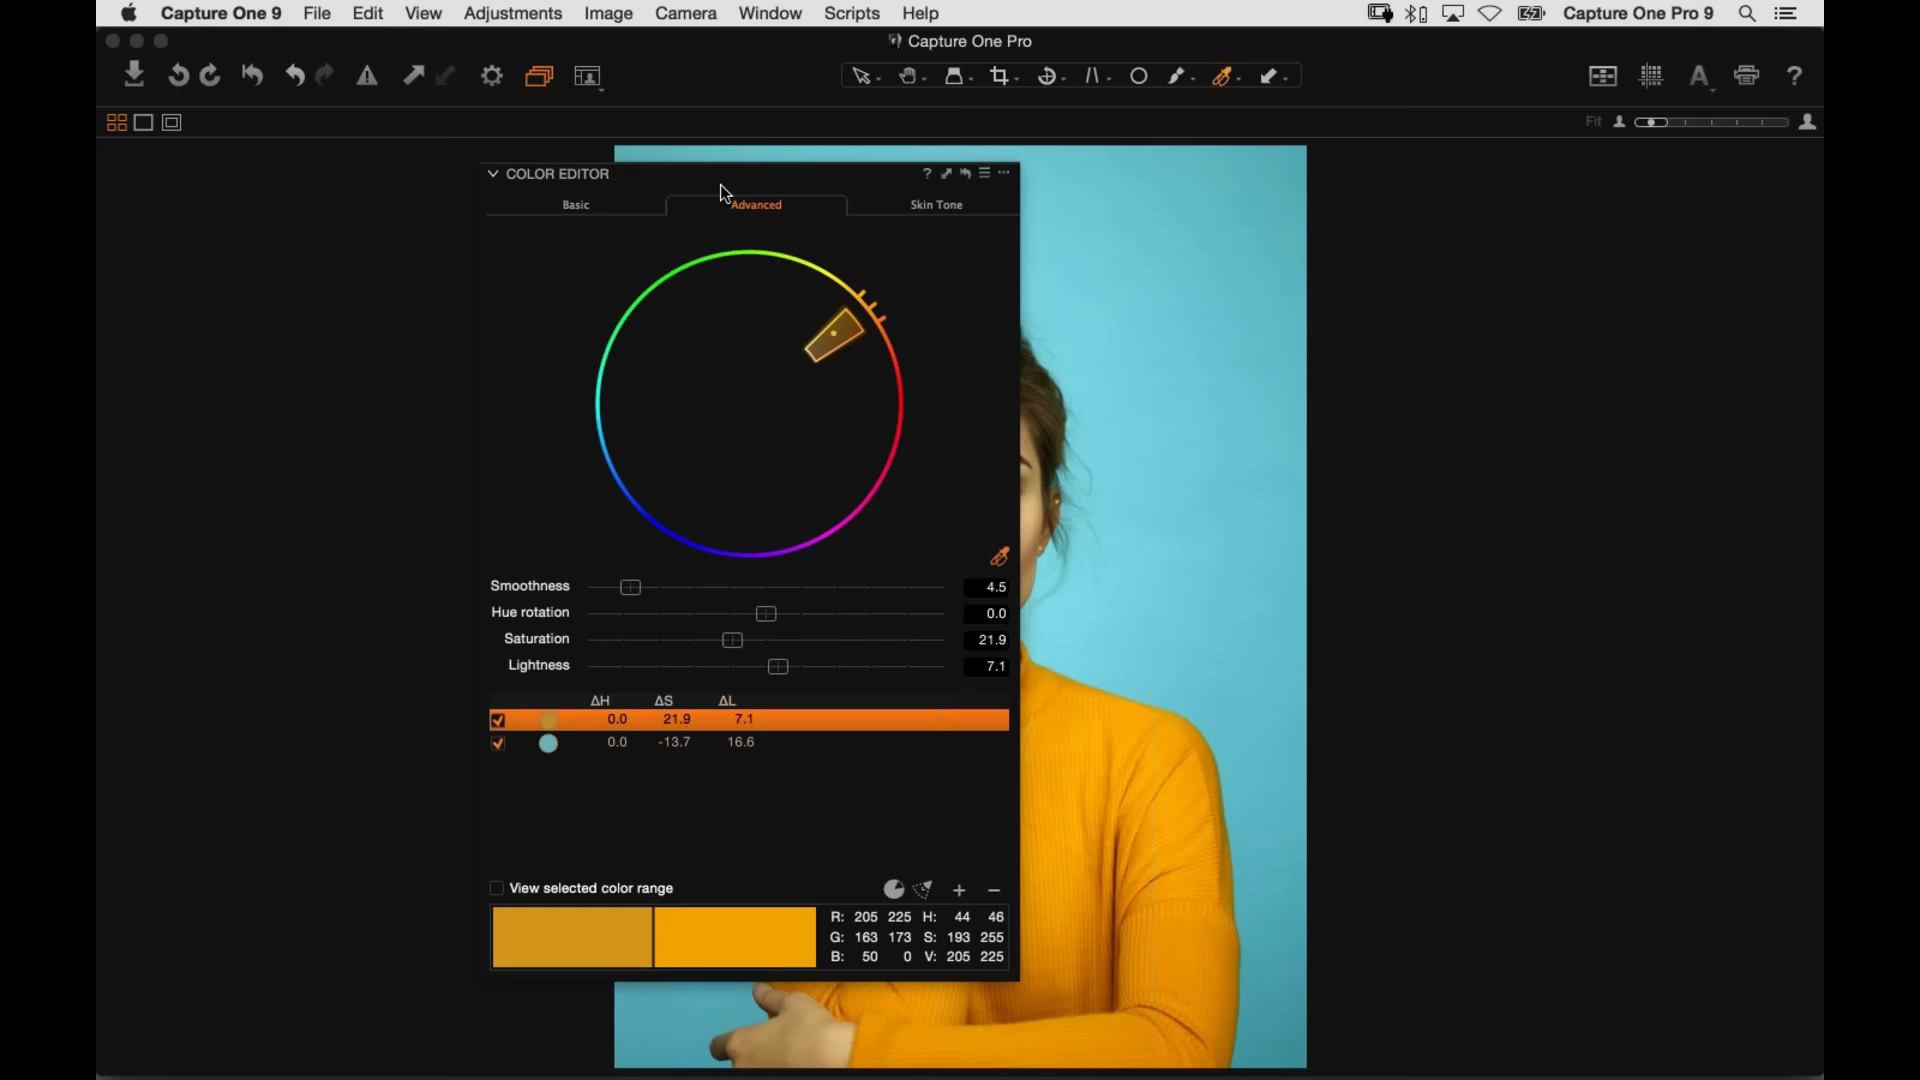 Capture One 9 File Edit View Adjustments Image Camera Window Scripts Help Capture One Pro 9
Capture One Pro
A ?
Fit
COLOR EDITOR ?
Basic Advanced Skin Tone
Smoothness 4.5
Hue rotation 0.0
Saturation 21.9
Lightness 7.1
ΔH ΔS ΔL
0.0 21.9 7.1
0.0 -13.7 16.6
View selected color range
R: 205 225 H: 44 46
G: 163 173 S: 193 255
B: 50 0 V: 205 225